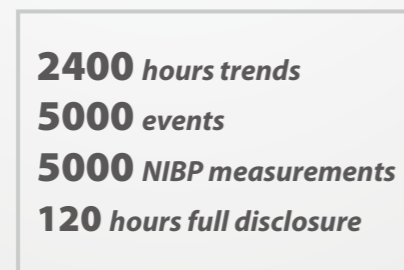 2400 hours trends
5000 events
5000 NIBP measurements
120 hours full disclosure